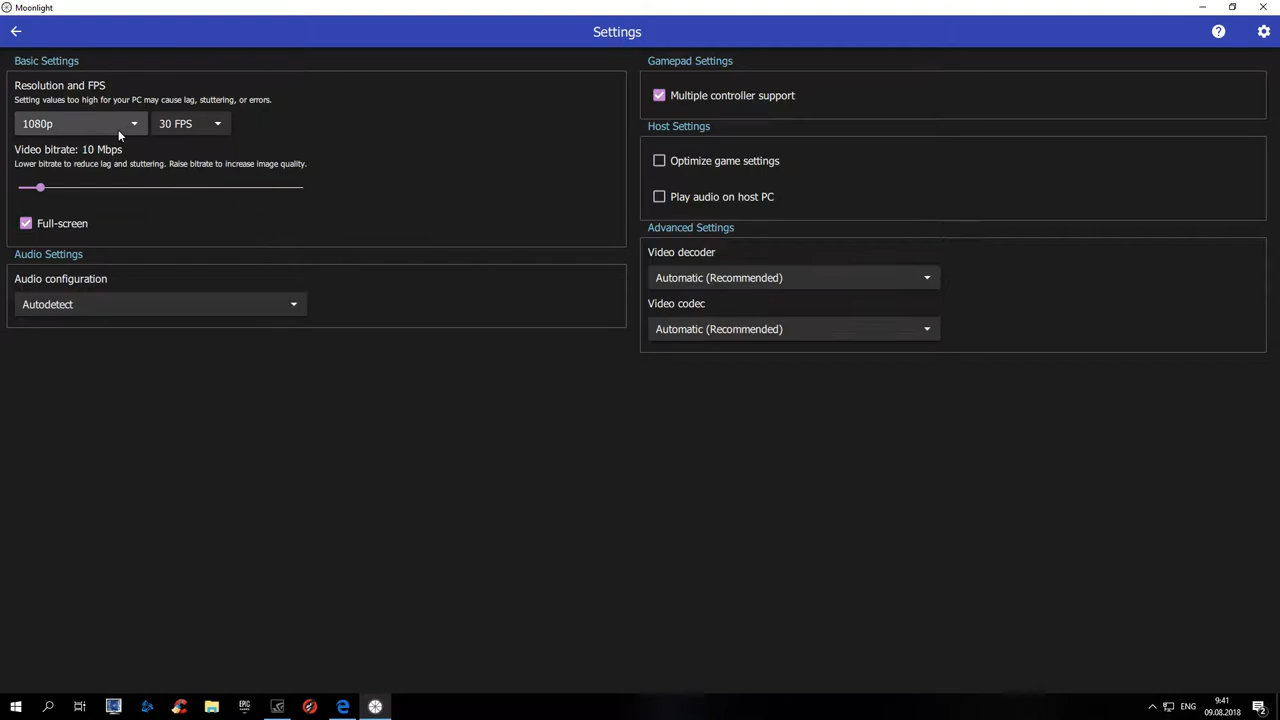 Moonlight
Settings
Basic Settings
Resolution and FPS
Setting values too high for your PC may cause lag, stuttering, or errors.
1080p
30 FPS
Video bitrate: 10 Mbps
Lower bitrate to reduce lag and stuttering. Raise bitrate to increase image quality.
Full-screen
Audio Settings
Audio configuration
Autodetect
Gamepad Settings
Multiple controller support
Host Settings
Optimize game settings
Play audio on host PC
Advanced Settings
Video decoder
Automatic (Recommended)
Video codec
Automatic (Recommended)
EPIC
ENG
9:41
09.08.2018
2